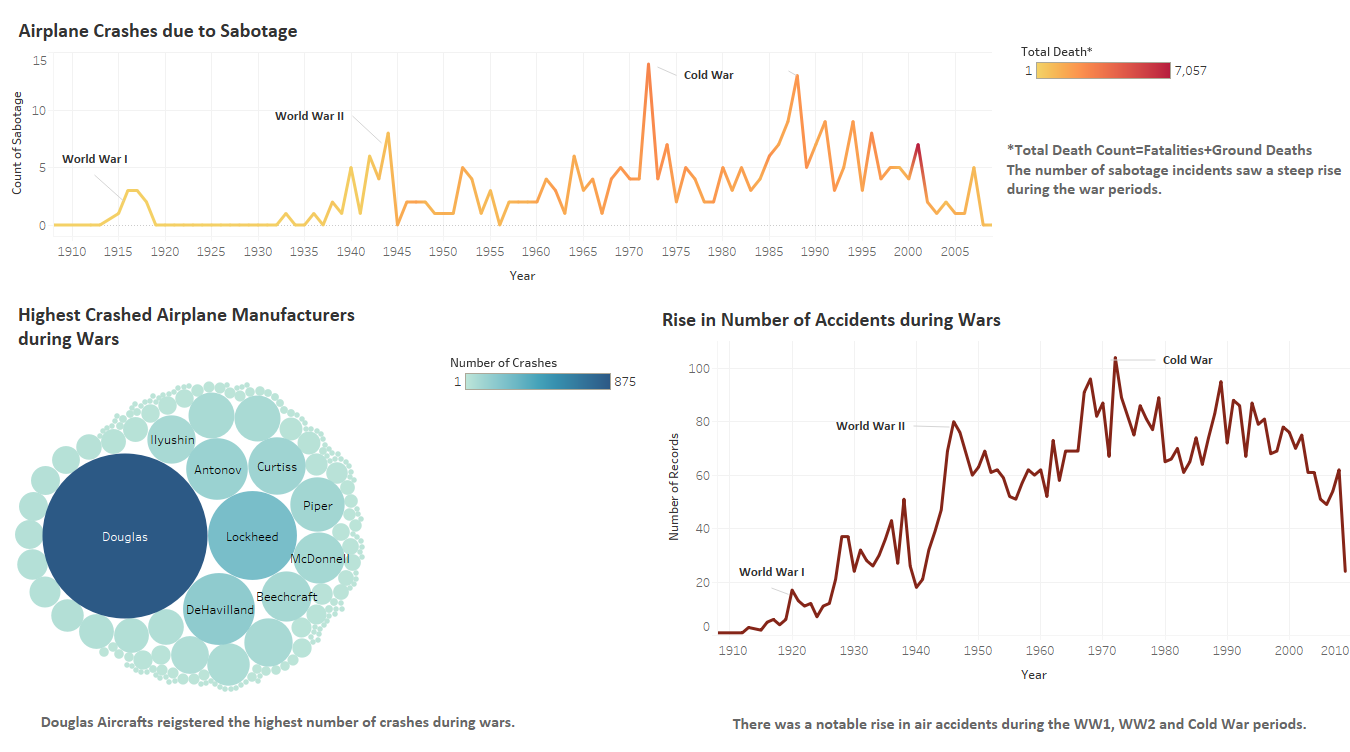 Airplane Crashes due to Sabotage
Total Death*
1
7,057
15
10
5
0
Count of Sabotage
World War I
World War II
Cold War
1910 1915 1920 1925 1930 1935 1940 1945 1950 1955 1960 1965 1970 1975 1980 1985 1990 1995 2000 2005
Year
*Total Death Count=Fatalities+Ground Deaths
The number of sabotage incidents saw a steep rise
during the war periods.
Highest Crashed Airplane Manufacturers
during Wars
Number of Crashes
1
875
Ilyushin
Antonov
Curtiss
Piper
Douglas
Lockheed
McDonnell
Beechcraft
DeHavilland
Douglas Aircrafts reigstered the highest number of crashes during wars.
Rise in Number of Accidents during Wars
100
80
60
40
20
0
Number of Records
Cold War
World War II
World War I
1910 1920 1930 1940 1950 1960 1970 1980 1990 2000 2010
Year
There was a notable rise in air accidents during the WW1, WW2 and Cold War periods.